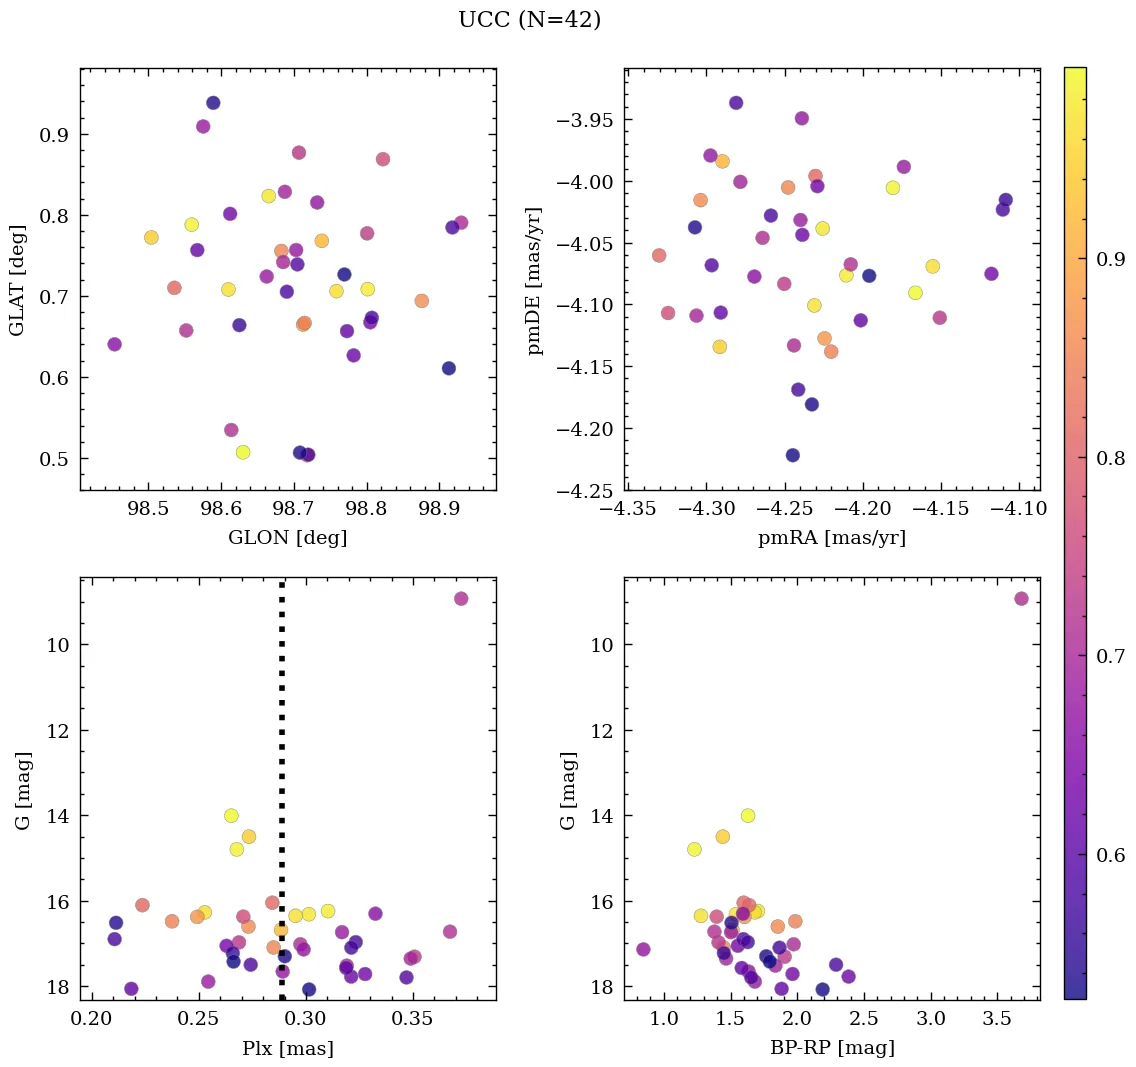 UCC (N=42)
0.9
0.8
0.7
0.6
0.5
GLAT [deg]
98.5 98.6 98.7 98.8 98.9
GLON [deg]
−3.95
−4.00
−4.05
−4.10
−4.15
−4.20
−4.25
pmDE [mas/yr]
−4.35 −4.30 −4.25 −4.20 −4.15 −4.10
pmRA [mas/yr]
10
12
14
16
18
G [mag]
0.20 0.25 0.30 0.35
Plx [mas]
10
12
14
16
18
G [mag]
1.0 1.5 2.0 2.5 3.0 3.5
BP-RP [mag]
0.9
0.8
0.7
0.6